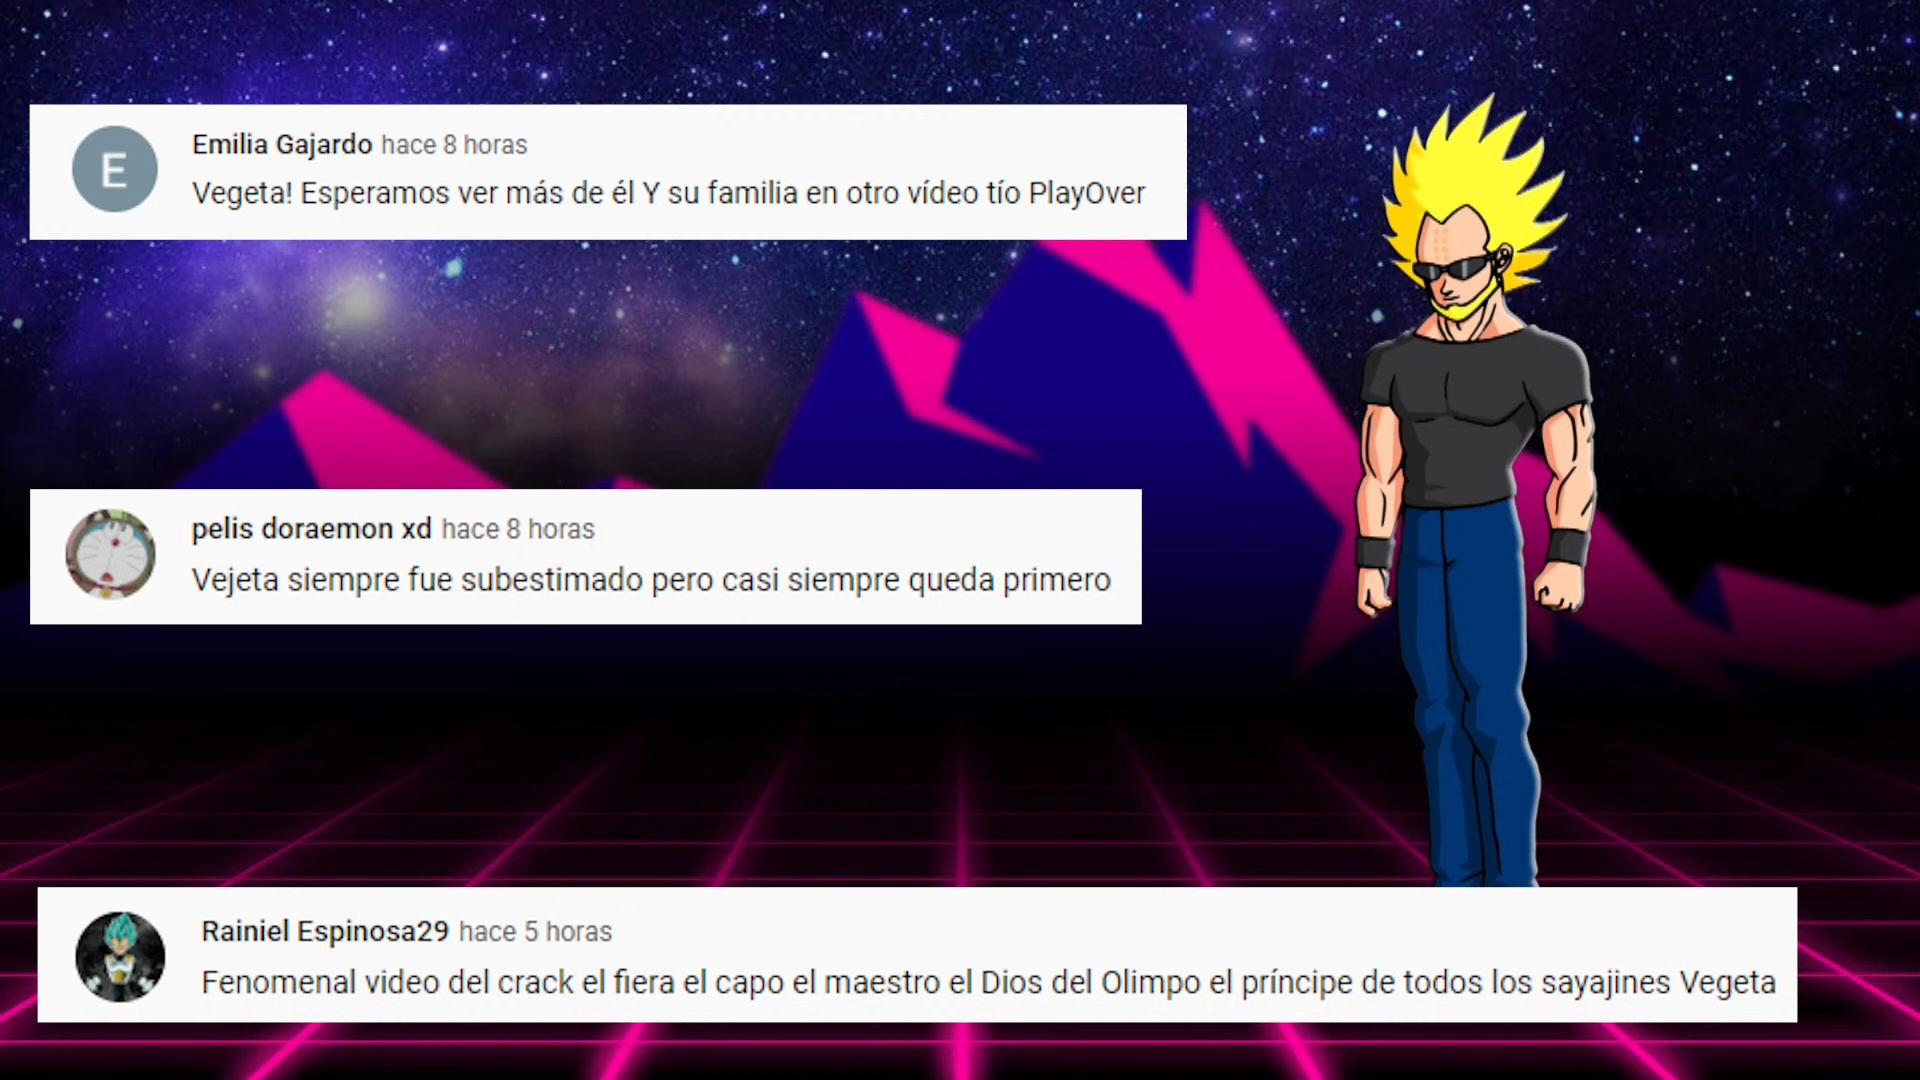 E
Emilia Gajardo hace 8 horas
Vegeta! Esperamos ver más de él Y su familia en otro vídeo tío PlayOver
pelis doraemon xd hace 8 horas
Vejeta siempre fue subestimado pero casi siempre queda primero
Rainiel Espinosa29 hace 5 horas
Fenomenal video del crack el fiera el capo el maestro el Dios del Olimpo el príncipe de todos los sayajines Vegeta